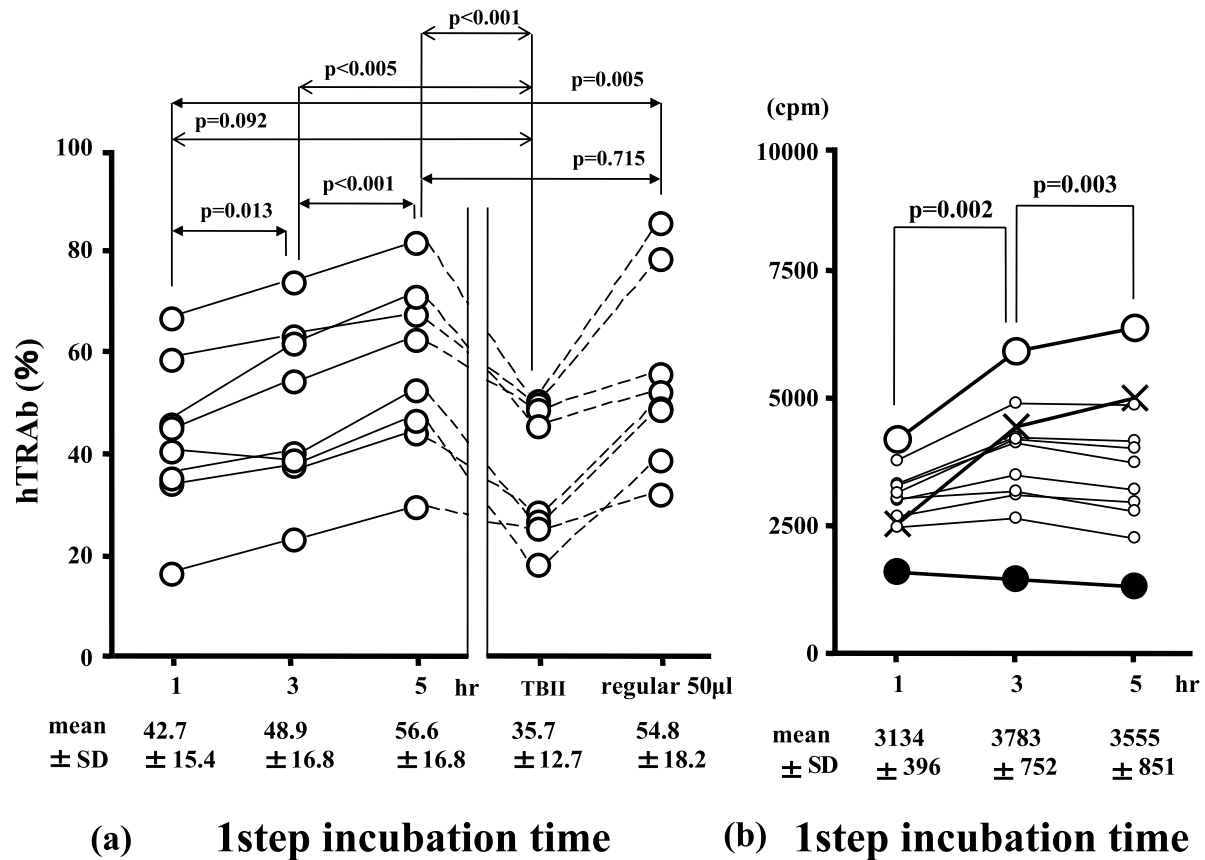 p<0.001
p<0.005
p=0.005
p=0.092
p=0.715
p<0.001
p=0.013
100
80
60
40
20
0
hTRAb (%)
1 3 5 hr TBII regular 50μl
mean 42.7 48.9 56.6 35.7 54.8
±SD ±15.4 ±16.8 ±16.8 ±12.7 ±18.2
(a) 1step incubation time
(cpm)
10000
7500
5000
2500
0
p=0.002
p=0.003
1 3 5 hr
mean 3134 3783 3555
±SD ±396 ±752 ±851
(b) 1step incubation time